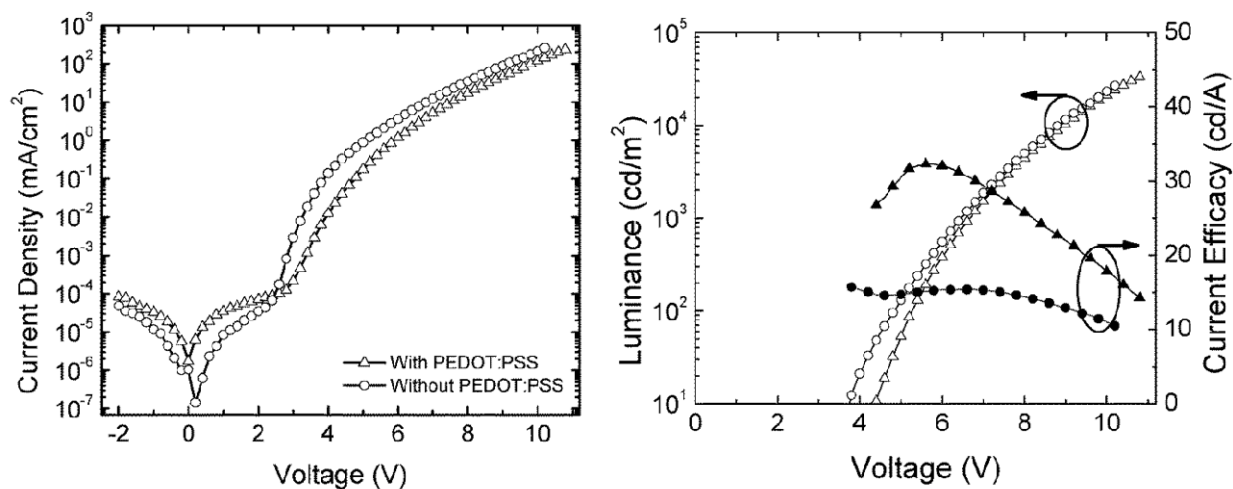 10^3
10^2
10^1
10^0
10^-1
10^-2
10^-3
10^-4
10^-5
10^-6
10^-7
Current Density (mA/cm^2)
With PEDOT:PSS
Without PEDOT:PSS
-2 0 2 4 6 8 10
Voltage (V)
10^5
10^4
10^3
10^2
10^1
Luminance (cd/m^2)
50
40
30
20
10
0
Current Efficacy (cd/A)
0 2 4 6 8 10
Voltage (V)